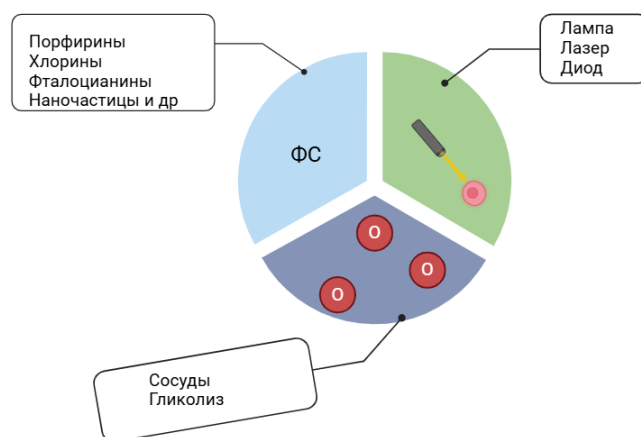 Порфирины
Хлорины
Фталоцианины
Наночастицы и др
Лампа
Лазер
Диод
ФС
О
О
О
Сосуды
Гликолиз